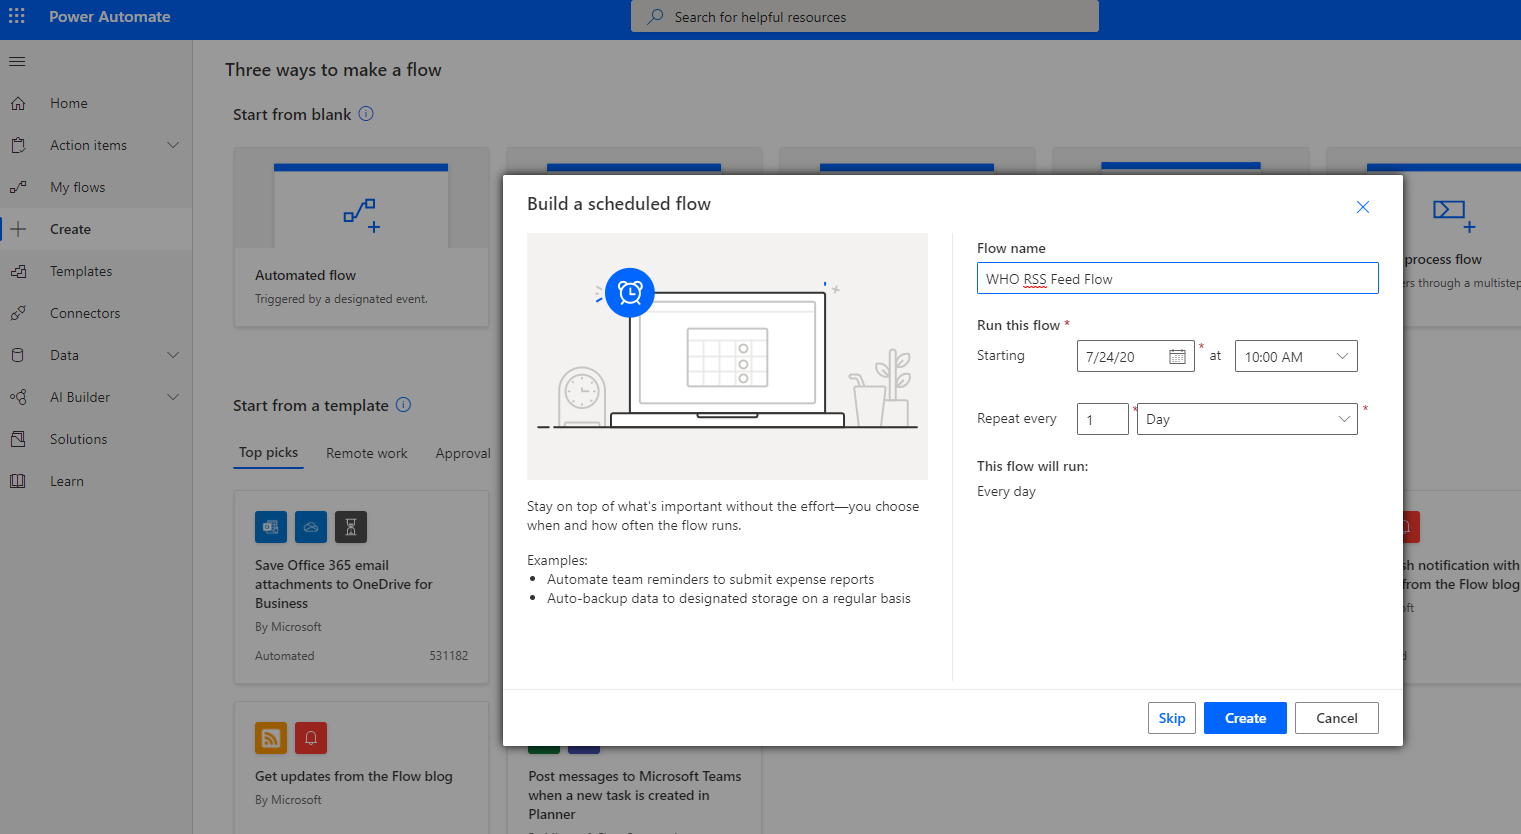 Power Automate
Search for helpful resources
Home
Action items
My flows
Create
Templates
Connectors
Data
AI Builder
Solutions
Learn
Three ways to make a flow
Start from blank
Automated flow
Triggered by a designated event.
process flow
through a multistep
Start from a template
Top picks
Remote work
Approval
Save Office 365 email
attachments to OneDrive for
Business
By Microsoft
Automated
531182
Get updates from the Flow blog
By Microsoft
Post messages to Microsoft Teams
when a new task is created in
Planner
notification with
from the Flow blog
Build a scheduled flow
Stay on top of what's important without the effort—you choose
when and how often the flow runs.
Examples:
• Automate team reminders to submit expense reports
• Auto-backup data to designated storage on a regular basis
Flow name
WHO RSS Feed Flow
Run this flow *
Starting
7/24/20
* at
10:00 AM
Repeat every
1
*
Day
*
This flow will run:
Every day
Skip
Create
Cancel